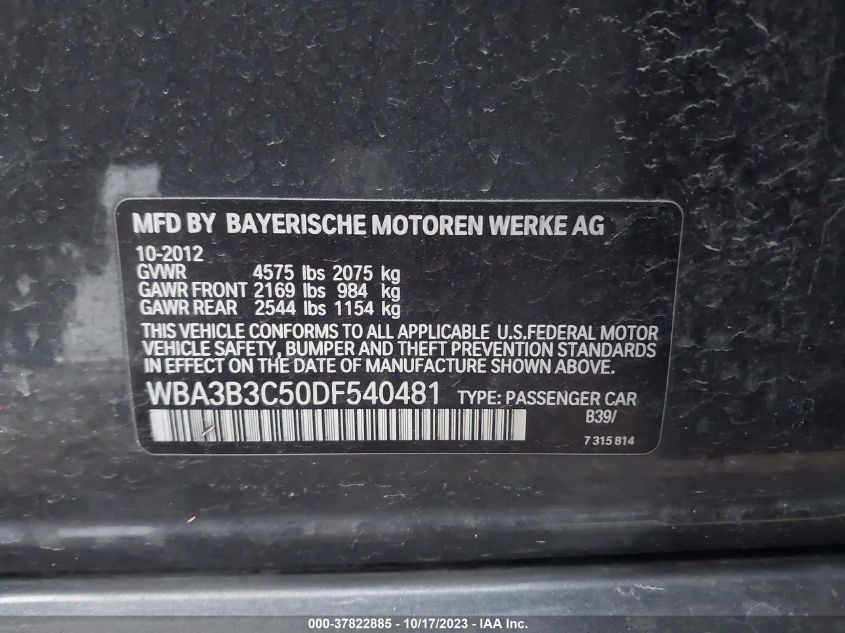 MFD BY BAYERISCHE MOTOREN WERKE AG
10-2012
GVWR 4575 lbs 2075 kg
GAWR FRONT 2169 lbs 984 kg
GAWR REAR 2544 lbs 1154 kg
THIS VEHICLE CONFORMS TO ALL APPLICABLE U.S.FEDERAL MOTOR
VEHICLE SAFETY, BUMPER AND THEFT PREVENTION STANDARDS
IN EFFECT ON THE DATE OF MANUFACTURE SHOWN ABOVE.
WBA3B3C50DF540481 TYPE: PASSENGER CAR
B39/
7 315 814
000-37822885 - 10/17/2023 - IAA Inc.